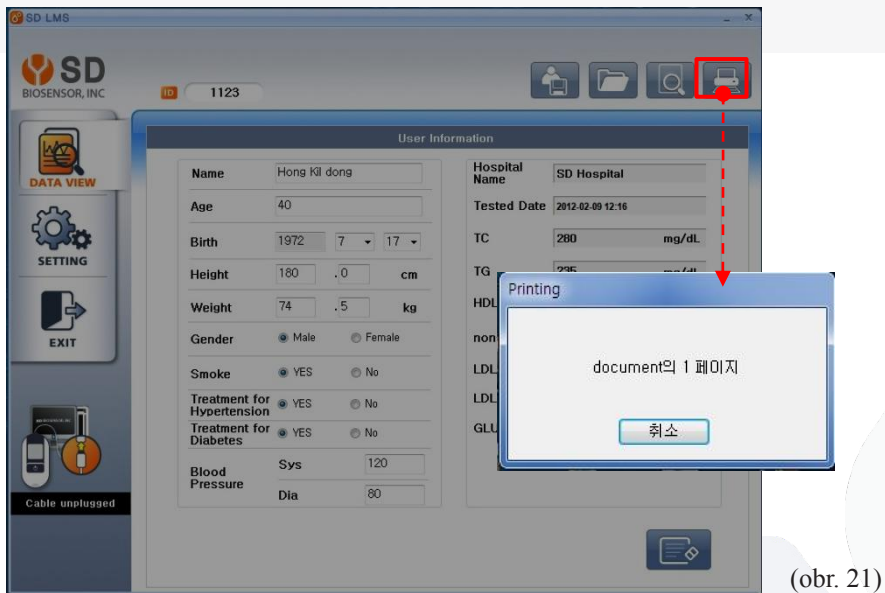 SD LMS
SD
BIOSENSOR, INC
ID 1123
DATA VIEW
SETTING
EXIT
Cable unplugged
User Information
Name Hong Kil dong
Age 40
Birth 1972 7 17
Height 180 .0 cm
Weight 74 .5 kg
Gender Male Female
Smoke YES No
Treatment for Hypertension YES No
Treatment for Diabetes YES No
Blood Pressure Sys 120
Dia 80
Hospital Name SD Hospital
Tested Date 2012-02-09 12:16
TC 280 mg/dL
TG 235 mg/dL
HDL
non
LDL
LDL
GLU
Printing
document의 1 페이지
취소
(obr. 21)